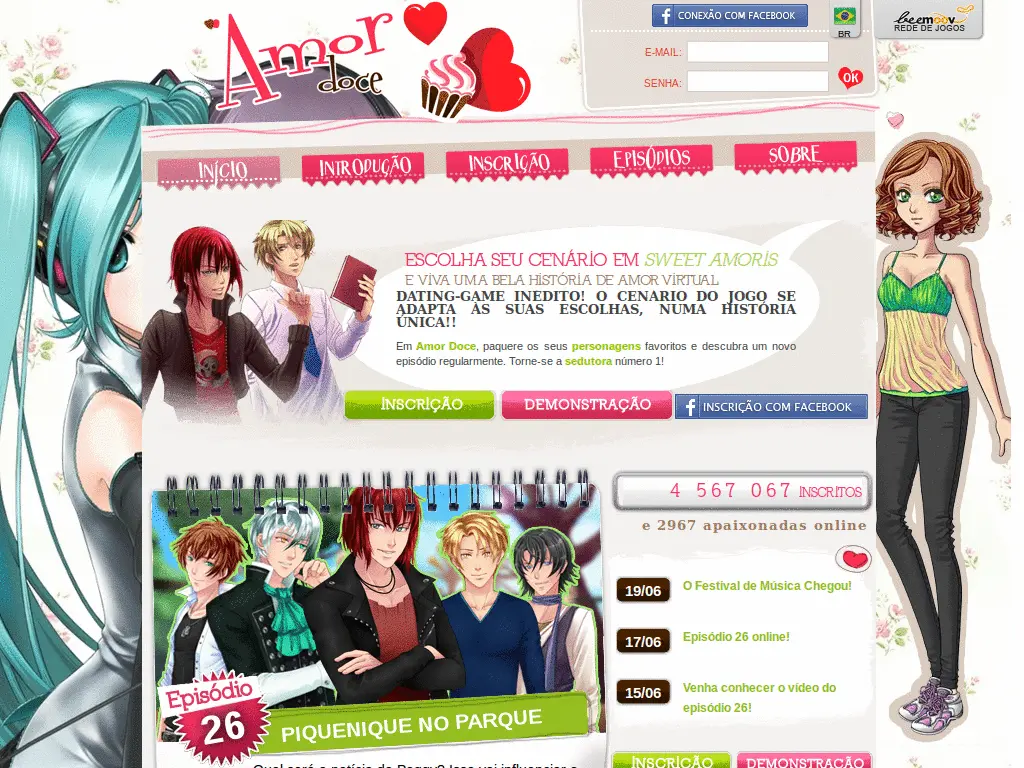 Amor
doce
CONEXÃO COM FACEBOOK
BR
beemoov
REDE DE JOGOS
E-MAIL:
SENHA:
OK
INÍCIO
INTRODUÇÃO
INSCRIÇÃO
EPISÓDIOS
SOBRE
ESCOLHA SEU CENÁRIO EM SWEET AMORIS
E VIVA UMA BELA HISTÓRIA DE AMOR VIRTUAL
DATING-GAME INEDITO! O CENARIO DO JOGO SE
ADAPTA ÀS SUAS ESCOLHAS, NUMA HISTÓRIA
ÚNICA!!
Em Amor Doce, paquere os seus personagens favoritos e descubra um novo
episódio regularmente. Torne-se a sedutora número 1!
INSCRIÇÃO
DEMONSTRAÇÃO
INSCRIÇÃO COM FACEBOOK
4 567 067 INSCRITOS
e 2967 apaixonadas online
19/06 O Festival de Música Chegou!
17/06 Episódio 26 online!
15/06 Venha conhecer o vídeo do
episódio 26!
Episódio
26
PIQUENIQUE NO PARQUE
INSCRIÇÃO
DEMONSTRAÇÃO